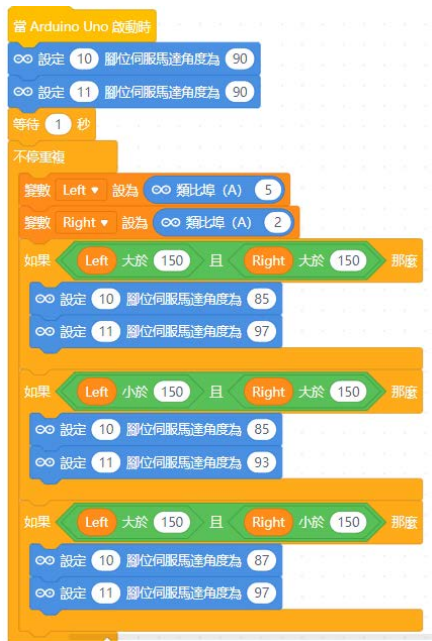 當 Arduino Uno 啟動時
設定 10 腳位伺服馬達角度為 90
設定 11 腳位伺服馬達角度為 90
等待 1 秒
不停重複
變數 Left 設為 類比埠 (A) 5
變數 Right 設為 類比埠 (A) 2
如果 Left 大於 150 且 Right 大於 150 那麼
設定 10 腳位伺服馬達角度為 85
設定 11 腳位伺服馬達角度為 97
如果 Left 小於 150 且 Right 大於 150 那麼
設定 10 腳位伺服馬達角度為 85
設定 11 腳位伺服馬達角度為 93
如果 Left 大於 150 且 Right 小於 150 那麼
設定 10 腳位伺服馬達角度為 87
設定 11 腳位伺服馬達角度為 97